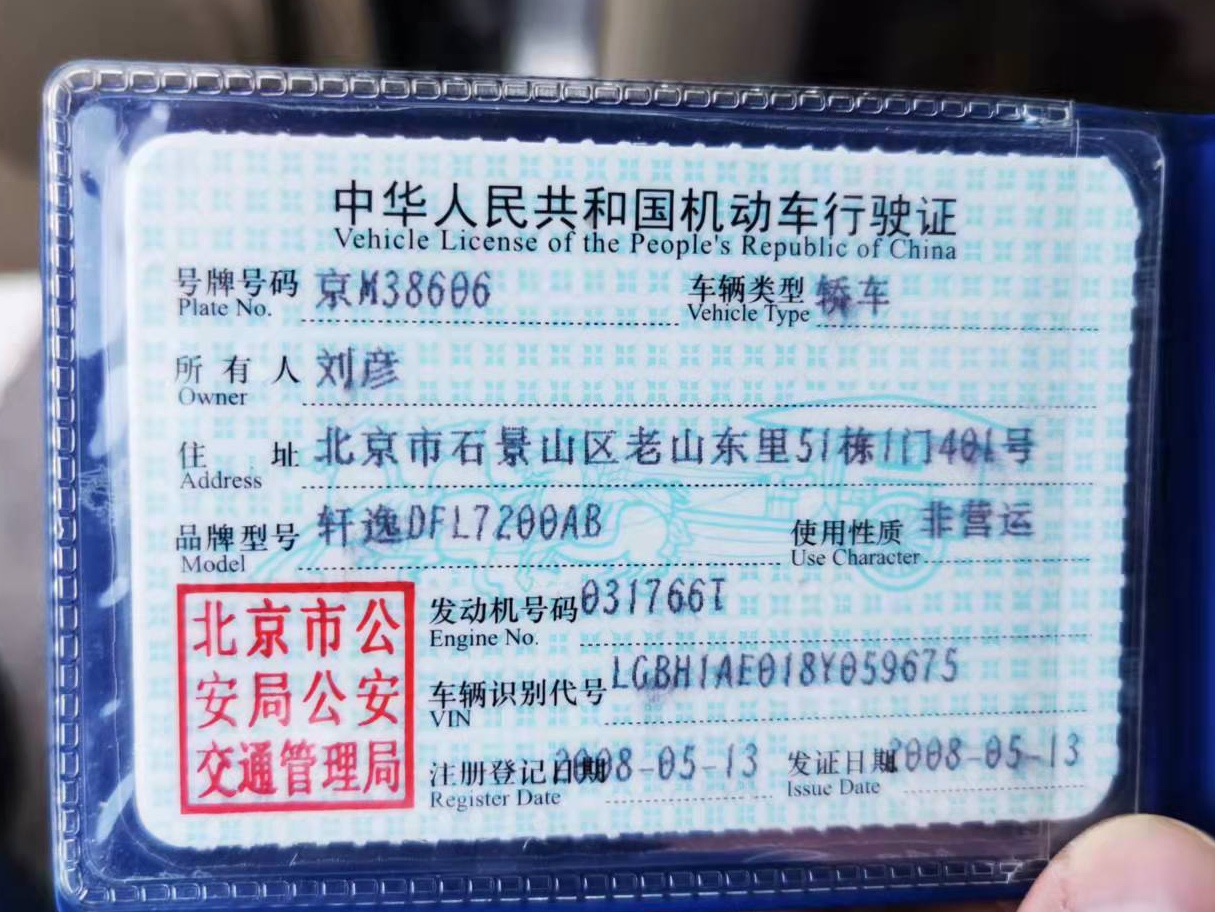 中华人民共和国机动车行驶证
Vehicle License of the People's Republic of China
号牌号码 京M38606 车辆类型 轿车
Plate No. Vehicle Type
所有人 刘彦
Owner
住址 北京市石景山区老山东里51栋1门401号
Address
品牌型号 轩逸DFL7200AB 使用性质 非营运
Model Use Character
北京市公安局公安交通管理局
发动机号码 031766T
Engine No.
车辆识别代号 LGBH1AE018Y059675
VIN
注册登记日期 2008-05-13 发证日期 2008-05-13
Register Date Issue Date